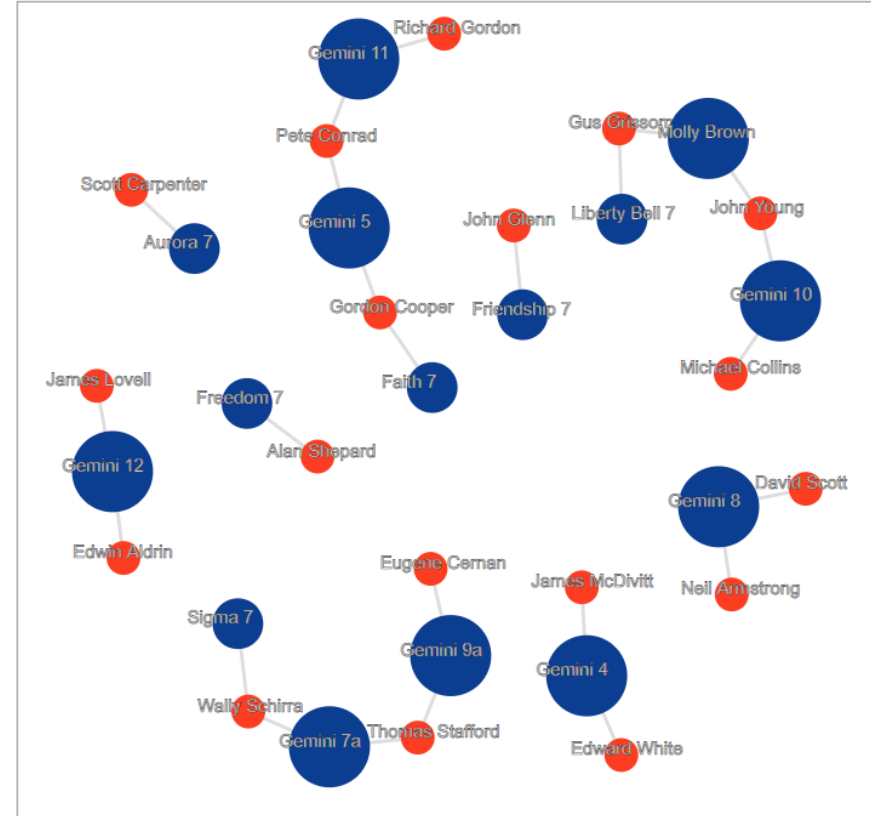 Richard Gordon
Gemini 11
Gus Grissom
Molly Brown
Pete Conrad
Scott Carpenter
John Young
Liberty Bell 7
John Glenn
Gemini 5
Aurora 7
Gemini 10
Gordon Cooper
Friendship 7
Michael Collins
James Lovell
Faith 7
Freedom 7
Alan Shepard
Gemini 12
David Scott
Gemini 8
Edwin Aldrin
Eugene Cernan
James McDivitt
Neil Armstrong
Sigma 7
Gemini 9a
Gemini 4
Wally Schirra
Thomas Stafford
Gemini 7a
Edward White